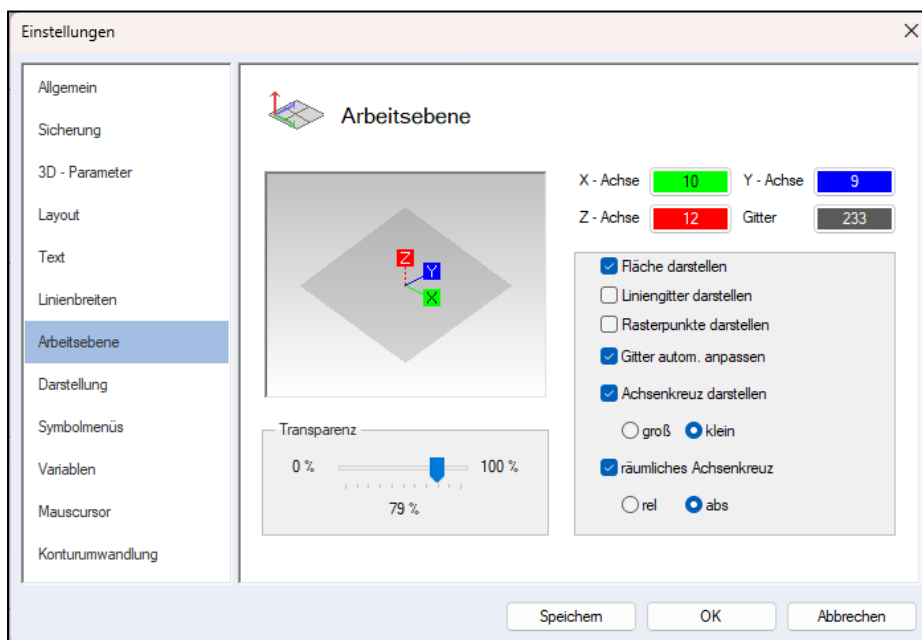 Einstellungen
Allgemein
Sicherung
3D - Parameter
Layout
Text
Linienbreiten
Arbeitsebene
Darstellung
Symbolmenüs
Variablen
Mauscursor
Konturumwandlung
Arbeitsebene
Z
Y
X
Transparenz
0 % 100 %
79 %
X - Achse 10 Y - Achse 9
Z - Achse 12 Gitter 233
Fläche darstellen
Liniengitter darstellen
Rasterpunkte darstellen
Gitter autom. anpassen
Achsenkreuz darstellen
groß klein
räumliches Achsenkreuz
rel abs
Speichern OK Abbrechen